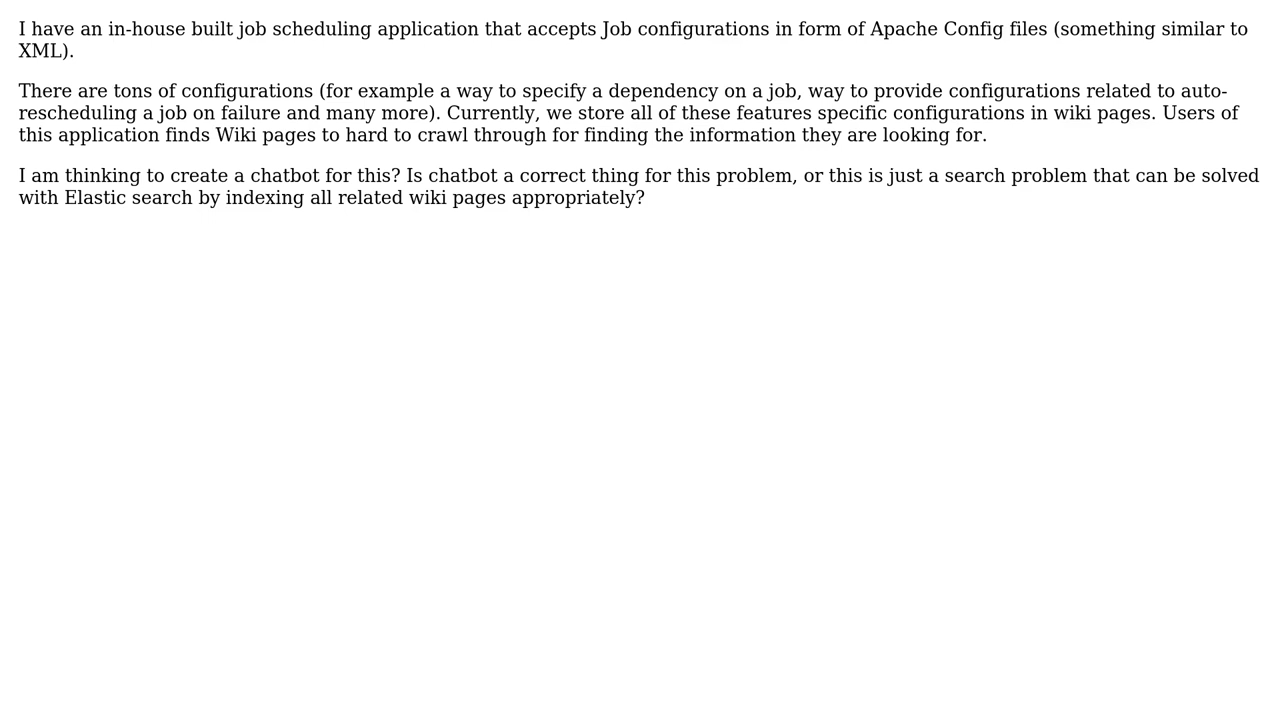 I have an in-house built job scheduling application that accepts Job configurations in form of Apache Config files (something similar to
XML).
There are tons of configurations (for example a way to specify a dependency on a job, way to provide configurations related to auto-
rescheduling a job on failure and many more). Currently, we store all of these features specific configurations in wiki pages. Users of
this application finds Wiki pages to hard to crawl through for finding the information they are looking for.
I am thinking to create a chatbot for this? Is chatbot a correct thing for this problem, or this is just a search problem that can be solved
with Elastic search by indexing all related wiki pages appropriately?